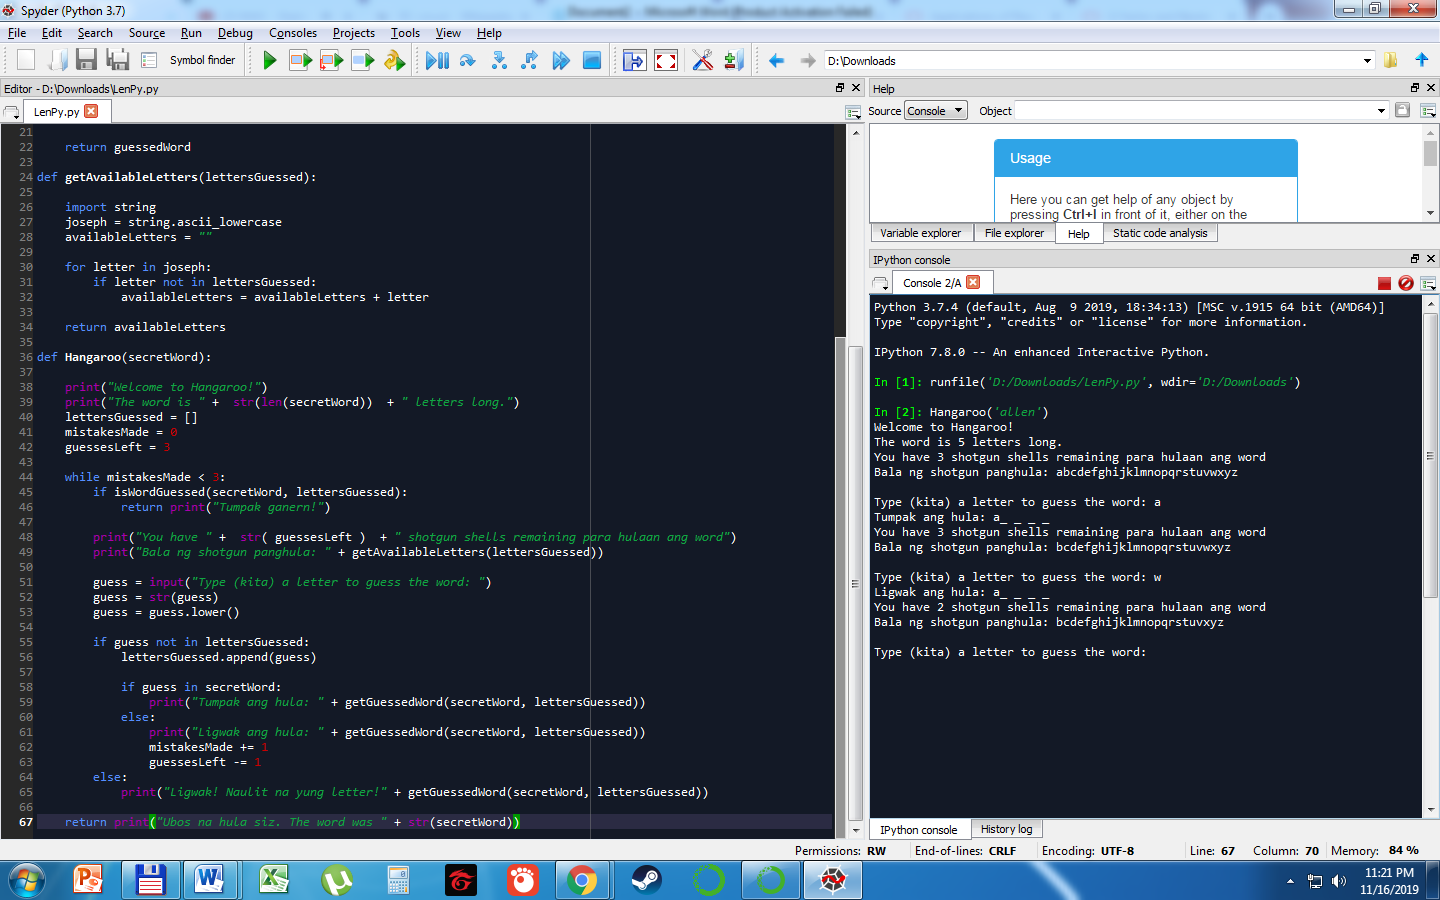 Spyder (Python 3.7)
File Edit Search Source Run Debug Consoles Projects Tools View Help
Symbol finder
D:\Downloads
Editor - D:\Downloads\LenPy.py
LenPy.py
21
22 return guessedWord
23
24 def getAvailableLetters(lettersGuessed):
25
26 import string
27 joseph = string.ascii_lowercase
28 availableLetters = ""
29
30 for letter in joseph:
31 if letter not in lettersGuessed:
32 availableLetters = availableLetters + letter
33
34 return availableLetters
35
36 def Hangaroo(secretWord):
37
38 print("Welcome to Hangaroo!")
39 print("The word is " + str(len(secretWord)) + " letters long.")
40 lettersGuessed = []
41 mistakesMade = 0
42 guessesLeft = 3
43
44 while mistakesMade < 3:
45 if isWordGuessed(secretWord, lettersGuessed):
46 return print("Tumpak ganern!")
47
48 print("You have " + str( guessesLeft ) + " shotgun shells remaining para hulaan ang word")
49 print("Bala ng shotgun panghula: " + getAvailableLetters(lettersGuessed))
50
51 guess = input("Type (kita) a letter to guess the word: ")
52 guess = str(guess)
53 guess = guess.lower()
54
55 if guess not in lettersGuessed:
56 lettersGuessed.append(guess)
57
58 if guess in secretWord:
59 print("Tumpak ang hula: " + getGuessedWord(secretWord, lettersGuessed))
60 else:
61 print("Ligwak ang hula: " + getGuessedWord(secretWord, lettersGuessed))
62 mistakesMade += 1
63 guessesLeft -= 1
64 else:
65 print("Ligwak! Naulit na yung letter!" + getGuessedWord(secretWord, lettersGuessed))
66
67 return print("Ubos na hula siz. The word was " + str(secretWord))
Help
Source Console Object
Usage
Here you can get help of any object by
pressing Ctrl+I in front of it, either on the
Variable explorer File explorer Help Static code analysis
IPython console
Console 2/A
Python 3.7.4 (default, Aug 9 2019, 18:34:13) [MSC v.1915 64 bit (AMD64)]
Type "copyright", "credits" or "license" for more information.
IPython 7.8.0 -- An enhanced Interactive Python.
In [1]: runfile('D:/Downloads/LenPy.py', wdir='D:/Downloads')
In [2]: Hangaroo('allen')
Welcome to Hangaroo!
The word is 5 letters long.
You have 3 shotgun shells remaining para hulaan ang word
Bala ng shotgun panghula: abcdefghijklmnopqrstuvwxyz
Type (kita) a letter to guess the word: a
Tumpak ang hula: a_ _ _ _
You have 3 shotgun shells remaining para hulaan ang word
Bala ng shotgun panghula: bcdefghijklmnopqrstuvwxyz
Type (kita) a letter to guess the word: w
Ligwak ang hula: a_ _ _ _
You have 2 shotgun shells remaining para hulaan ang word
Bala ng shotgun panghula: bcdefghijklmnopqrstuvxyz
Type (kita) a letter to guess the word:
IPython console History log
Permissions: RW End-of-lines: CRLF Encoding: UTF-8 Line: 67 Column: 70 Memory: 84 %
11:21 PM
11/16/2019